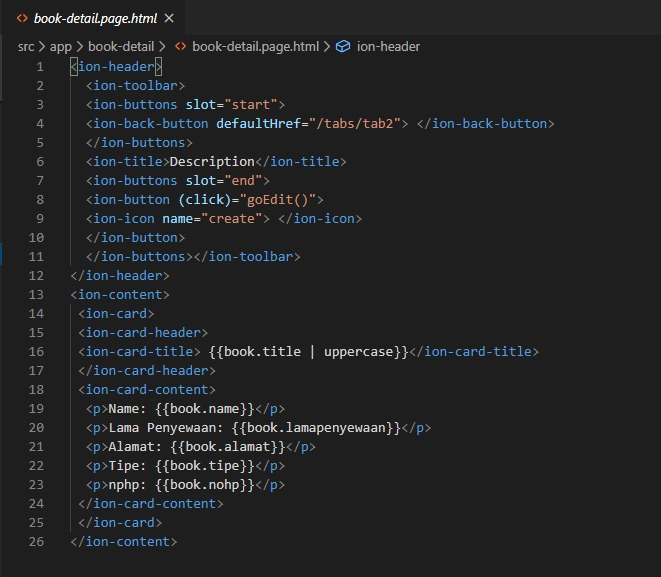 book-detail.page.html ×
src > app > book-detail > <> book-detail.page.html > ion-header
1 <ion-header>
2 <ion-toolbar>
3 <ion-buttons slot="start">
4 <ion-back-button defaultHref="/tabs/tab2"> </ion-back-button>
5 </ion-buttons>
6 <ion-title>Description</ion-title>
7 <ion-buttons slot="end">
8 <ion-button (click)="goEdit()">
9 <ion-icon name="create"> </ion-icon>
10 </ion-button>
11 </ion-buttons></ion-toolbar>
12 </ion-header>
13 <ion-content>
14 <ion-card>
15 <ion-card-header>
16 <ion-card-title> {{book.title | uppercase}}</ion-card-title>
17 </ion-card-header>
18 <ion-card-content>
19 <p>Name: {{book.name}}</p>
20 <p>Lama Penyewaan: {{book.lamapenyewaan}}</p>
21 <p>Alamat: {{book.alamat}}</p>
22 <p>Tipe: {{book.tipe}}</p>
23 <p>nphp: {{book.nohp}}</p>
24 </ion-card-content>
25 </ion-card>
26 </ion-content>